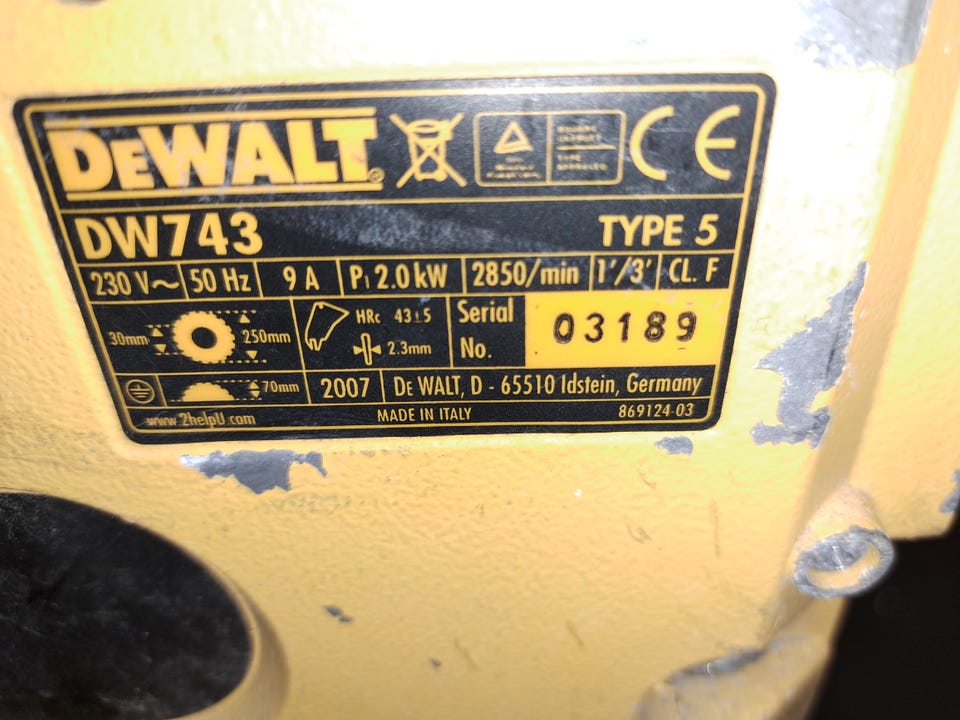 DEWALT®
CE
DW743 TYPE 5
230 V~ 50 Hz 9 A P₁ 2.0 kW 2850/min 1'/3' CL. F
30mm 250mm HRc 43±5 2.3mm Serial No. 03189
70mm 2007 DE WALT, D - 65510 Idstein, Germany
www.2helpU.com MADE IN ITALY 869124-03